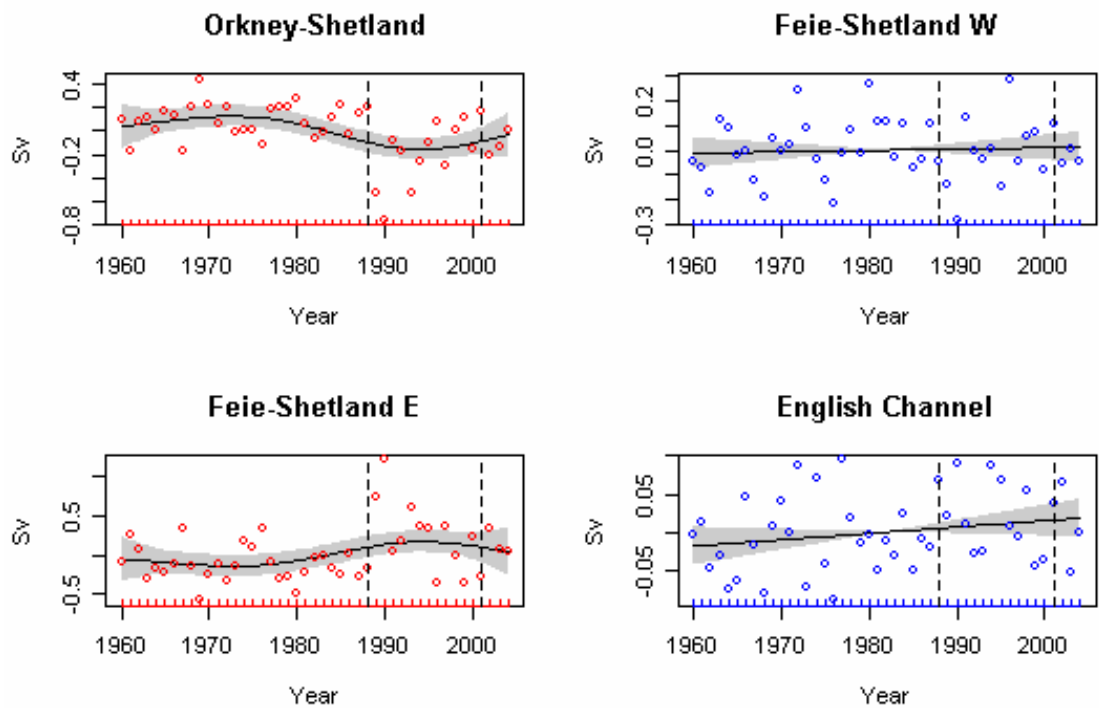 Orkney-Shetland
Sv
0.4
-0.2
-0.8
1960 1970 1980 1990 2000
Year
Feie-Shetland W
Sv
0.2
0.0
-0.3
1960 1970 1980 1990 2000
Year
Feie-Shetland E
Sv
0.5
-0.5
1960 1970 1980 1990 2000
Year
English Channel
Sv
0.05
-0.05
1960 1970 1980 1990 2000
Year